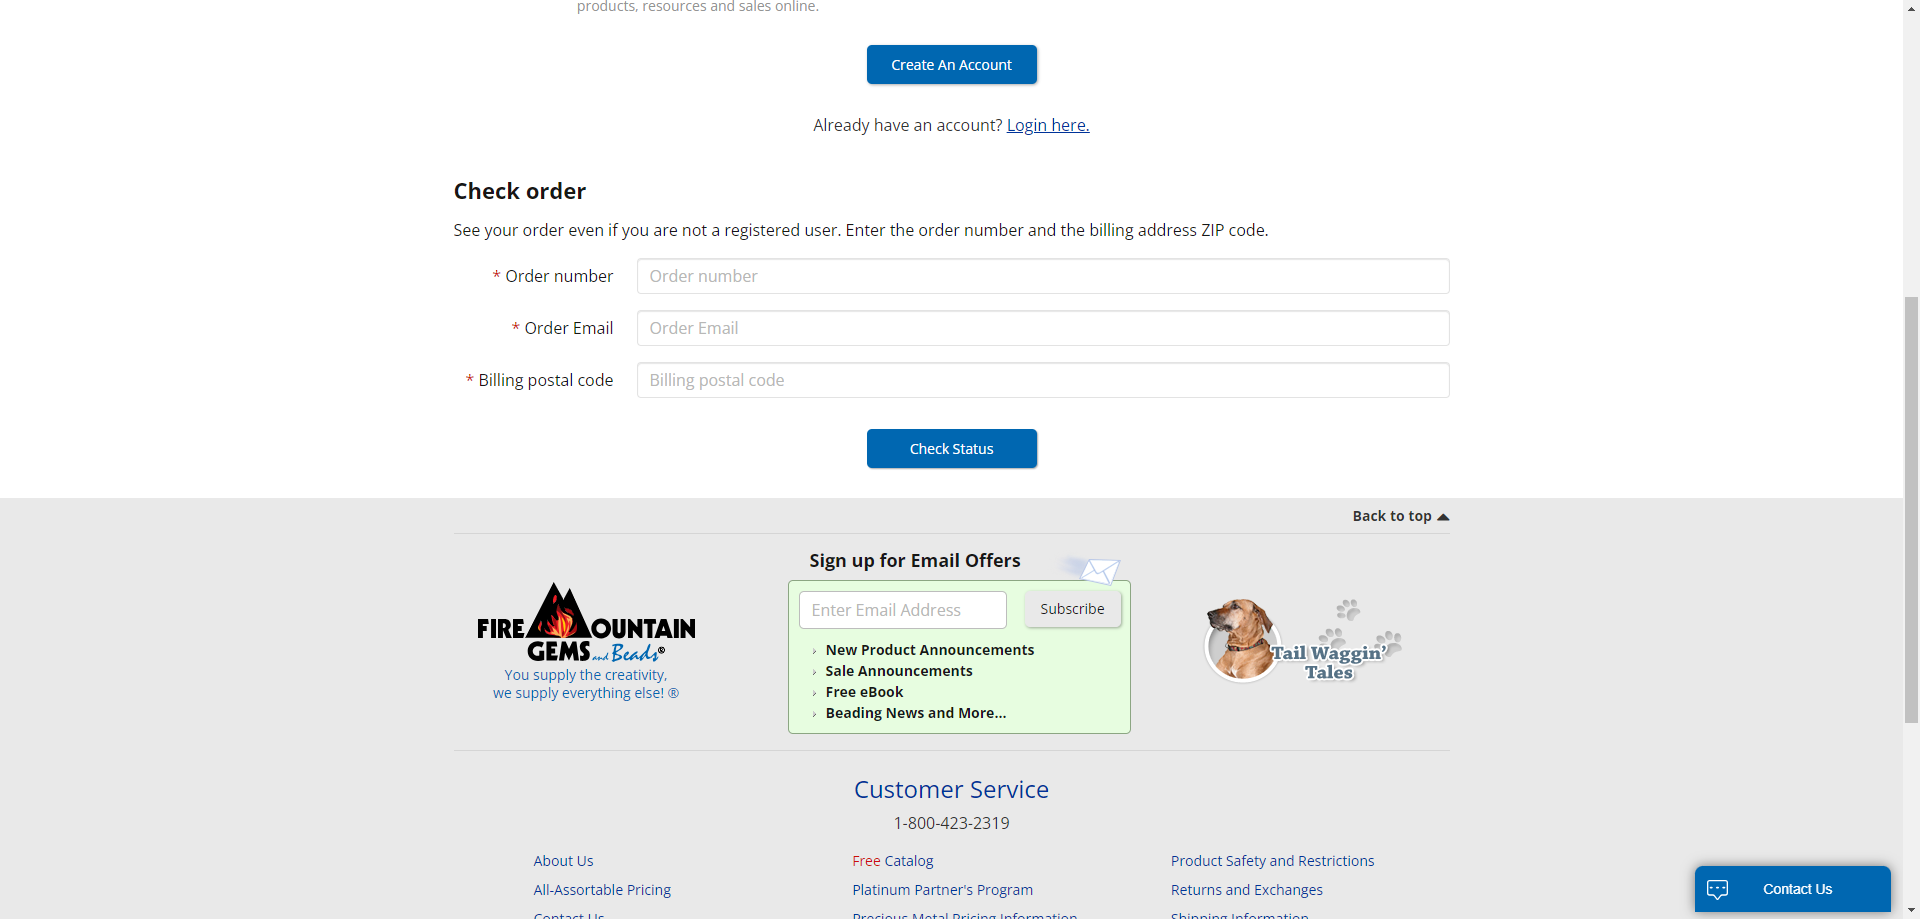 products, resources and sales online.
Create An Account
Already have an account? Login here.
Check order
See your order even if you are not a registered user. Enter the order number and the billing address ZIP code.
* Order number
Order number
* Order Email
Order Email
* Billing postal code
Billing postal code
Check Status
Back to top
FIRE MOUNTAIN
GEMS and Beads®
You supply the creativity,
we supply everything else! ®
Sign up for Email Offers
Enter Email Address
Subscribe
› New Product Announcements
› Sale Announcements
› Free eBook
› Beading News and More...
Tail Waggin'
Tales
Customer Service
1-800-423-2319
About Us
Free Catalog
Product Safety and Restrictions
All-Assortable Pricing
Platinum Partner's Program
Returns and Exchanges
Contact Us
Precious Metal Pricing Information
Shipping Information
Contact Us